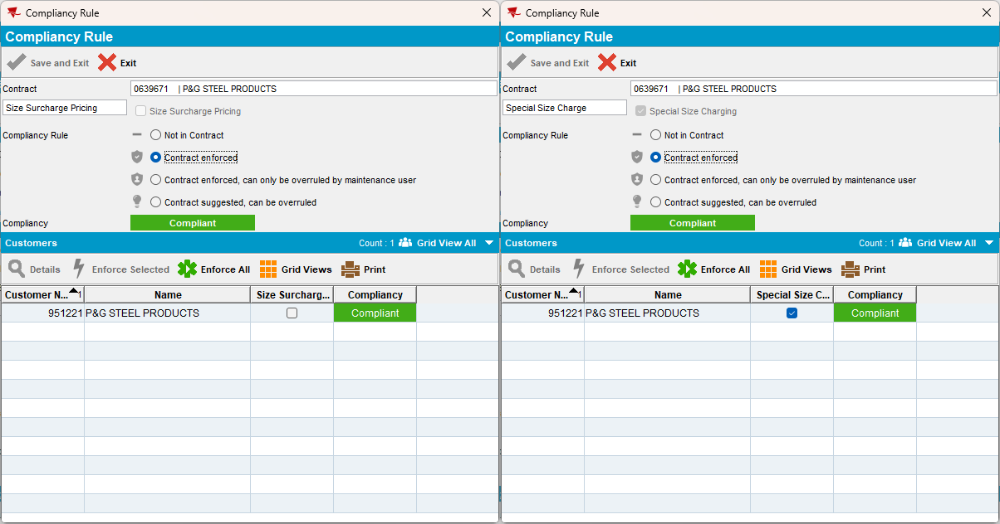 Compliancy Rule
Compliancy Rule
Save and Exit Exit
Contract 0639671 | P&G STEEL PRODUCTS
Size Surcharge Pricing Size Surcharge Pricing
Compliancy Rule Not in Contract
Contract enforced
Contract enforced, can only be overruled by maintenance user
Contract suggested, can be overruled
Compliancy Compliant
Customers Count : 1 Grid View All
Details Enforce Selected Enforce All Grid Views Print
Customer N... 1 Name Size Surcharg... Compliancy
951221 P&G STEEL PRODUCTS Compliant
Compliancy Rule
Compliancy Rule
Save and Exit Exit
Contract 0639671 | P&G STEEL PRODUCTS
Special Size Charge Special Size Charging
Compliancy Rule Not in Contract
Contract enforced
Contract enforced, can only be overruled by maintenance user
Contract suggested, can be overruled
Compliancy Compliant
Customers Count : 1 Grid View All
Details Enforce Selected Enforce All Grid Views Print
Customer N... 1 Name Special Size C... Compliancy
951221 P&G STEEL PRODUCTS Compliant